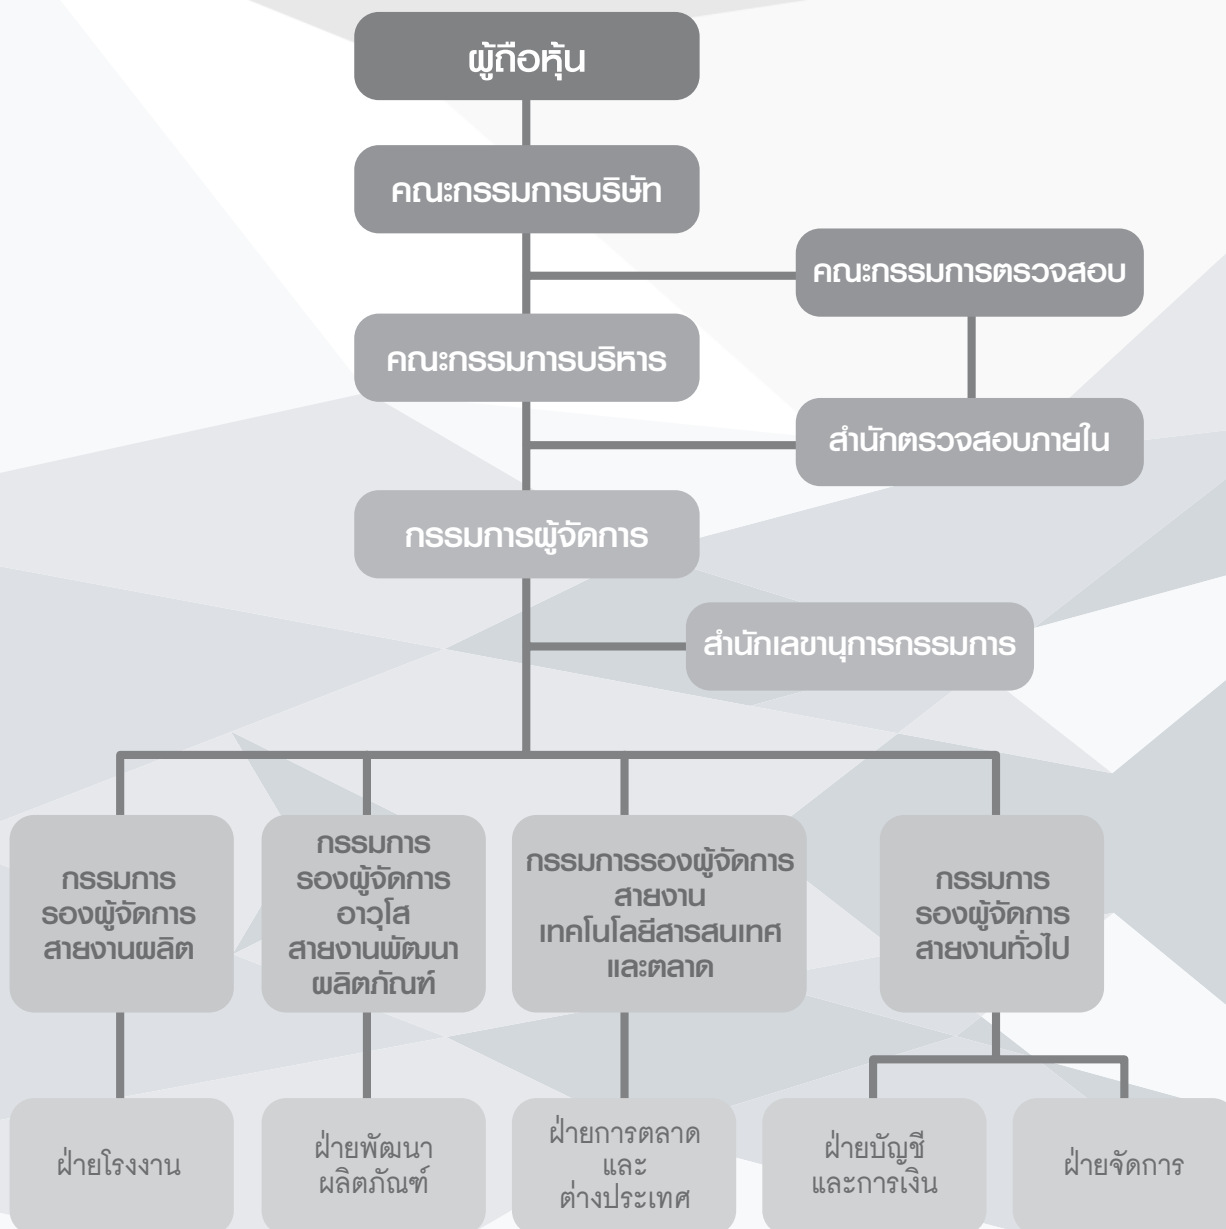 ผู้ถือหุ้น
คณะกรรมการบริษัท
คณะกรรมการตรวจสอบ
คณะกรรมการบริหาร
สำนักตรวจสอบภายใน
กรรมการผู้จัดการ
สำนักเลขานุการกรรมการ
กรรมการ
รองผู้จัดการ
สายงานผลิต
กรรมการ
รองผู้จัดการ
อาวุโส
สายงานพัฒนา
ผลิตภัณฑ์
กรรมการรองผู้จัดการ
สายงาน
เทคโนโลยีสารสนเทศ
และตลาด
กรรมการ
รองผู้จัดการ
สายงานทั่วไป
ฝ่ายโรงงาน
ฝ่ายพัฒนา
ผลิตภัณฑ์
ฝ่ายการตลาด
และ
ต่างประเทศ
ฝ่ายบัญชี
และการเงิน
ฝ่ายจัดการ